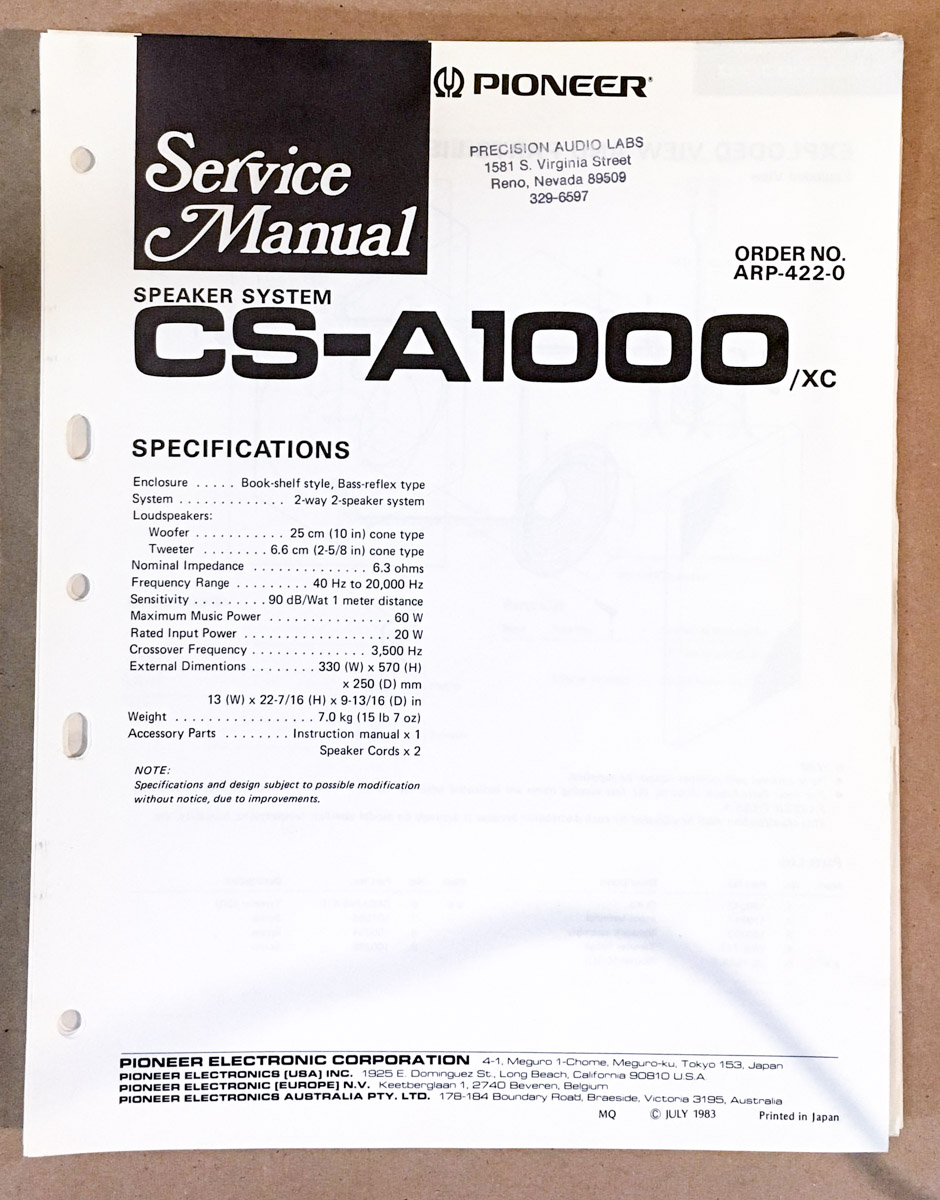 Service
Manual
PIONEER®
PRECISION AUDIO LABS
1581 S. Virginia Street
Reno, Nevada 89509
329-6597
ORDER NO.
ARP-422-0
SPEAKER SYSTEM
CS-A1000/XC
SPECIFICATIONS
Enclosure ..... Book-shelf style, Bass-reflex type
System ............. 2-way 2-speaker system
Loudspeakers:
Woofer ........... 25 cm (10 in) cone type
Tweeter ........ 6.6 cm (2-5/8 in) cone type
Nominal Impedance .............. 6.3 ohms
Frequency Range ......... 40 Hz to 20,000 Hz
Sensitivity ......... 90 dB/Wat 1 meter distance
Maximum Music Power ............... 60 W
Rated Input Power .................. 20 W
Crossover Frequency .............. 3,500 Hz
External Dimentions ........ 330 (W) x 570 (H)
x 250 (D) mm
13 (W) x 22-7/16 (H) x 9-13/16 (D) in
Weight ................. 7.0 kg (15 lb 7 oz)
Accessory Parts ........ Instruction manual x 1
Speaker Cords x 2
NOTE:
Specifications and design subject to possible modification
without notice, due to improvements.
PIONEER ELECTRONIC CORPORATION 4-1, Meguro 1-Chome, Meguro-ku, Tokyo 153, Japan
PIONEER ELECTRONICS [USA] INC. 1925 E. Dominguez St., Long Beach, California 90810 U.S.A.
PIONEER ELECTRONIC [EUROPE] N.V. Keetberglaan 1, 2740 Beveren, Belgium
PIONEER ELECTRONICS AUSTRALIA PTY. LTD. 178-184 Boundary Road, Braeside, Victoria 3195, Australia
MQ © JULY 1983 Printed in Japan